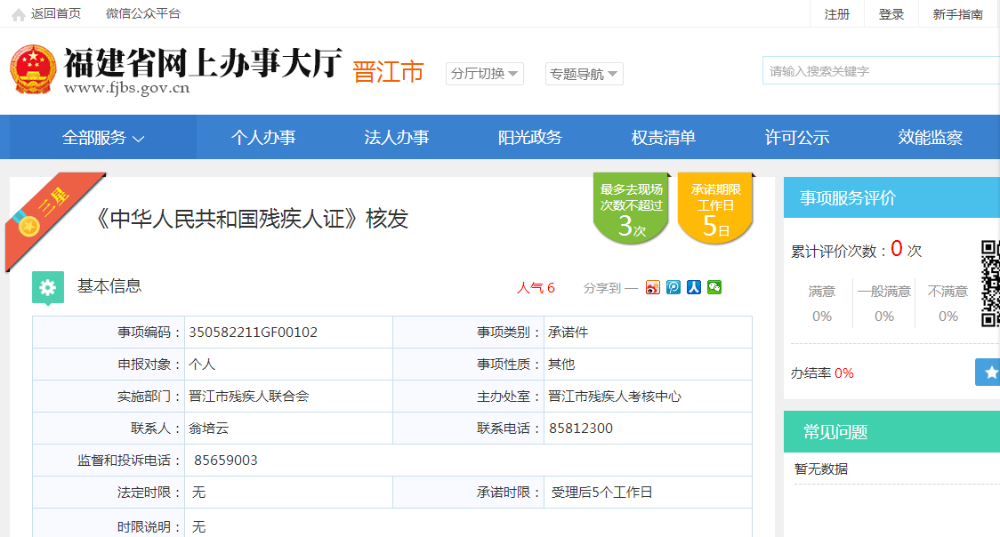 返回首页 微信公众平台 注册 登录 新手指南
福建省网上办事大厅 晋江市 分厅切换 专题导航 请输入搜索关键字
www.fjbs.gov.cn
全部服务 个人办事 法人办事 阳光政务 权责清单 许可公示 效能监察
三星
《中华人民共和国残疾人证》核发
最多去现场
次数不超过
3次
承诺期限
工作日
5日
基本信息 人气 6 分享到 —
事项编码： 350582211GF00102 事项类别： 承诺件
申报对象： 个人 事项性质： 其他
实施部门： 晋江市残疾人联合会 主办处室： 晋江市残疾人考核中心
联系人： 翁培云 联系电话： 85812300
监督和投诉电话： 85659003
法定时限： 无 承诺时限： 受理后5个工作日
时限说明： 无
事项服务评价
累计评价次数：0 次
满意 一般满意 不满意
0% 0% 0%
办结率 0%
常见问题
暂无数据